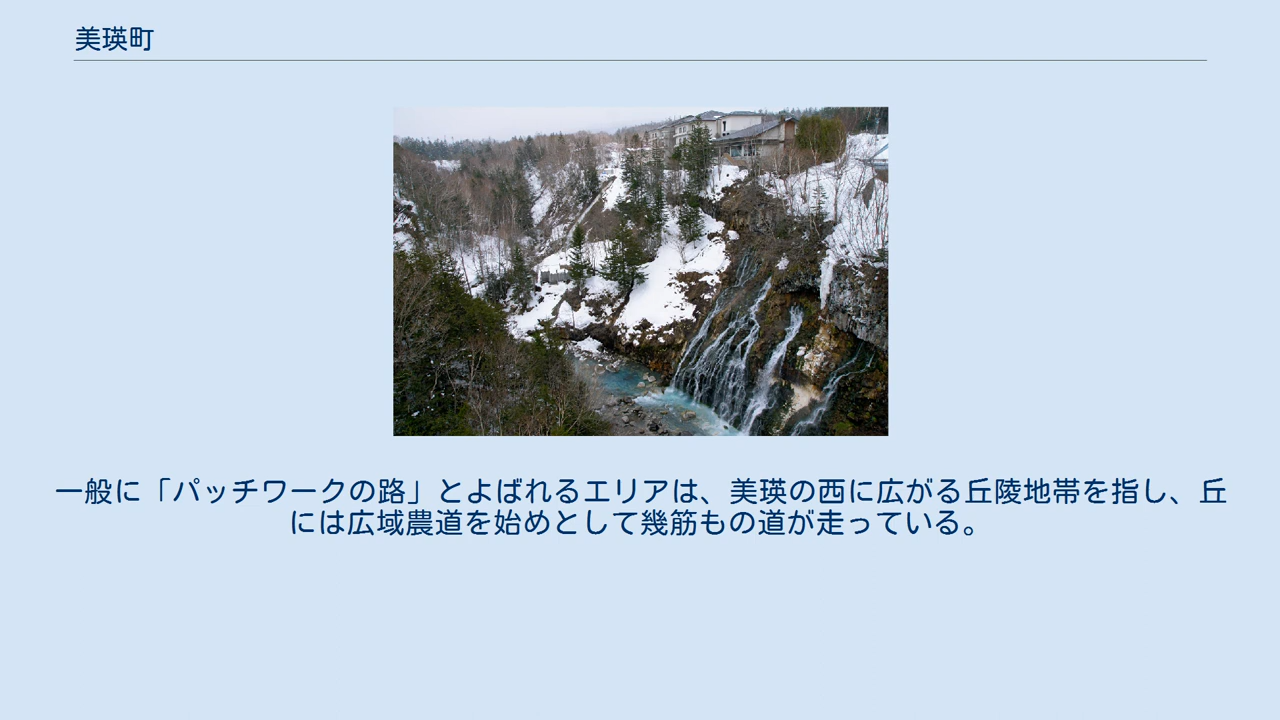 美瑛町
一般に「パッチワークの路」とよばれるエリアは、美瑛の西に広がる丘陵地帯を指し、丘
には広域農道を始めとして幾筋もの道が走っている。